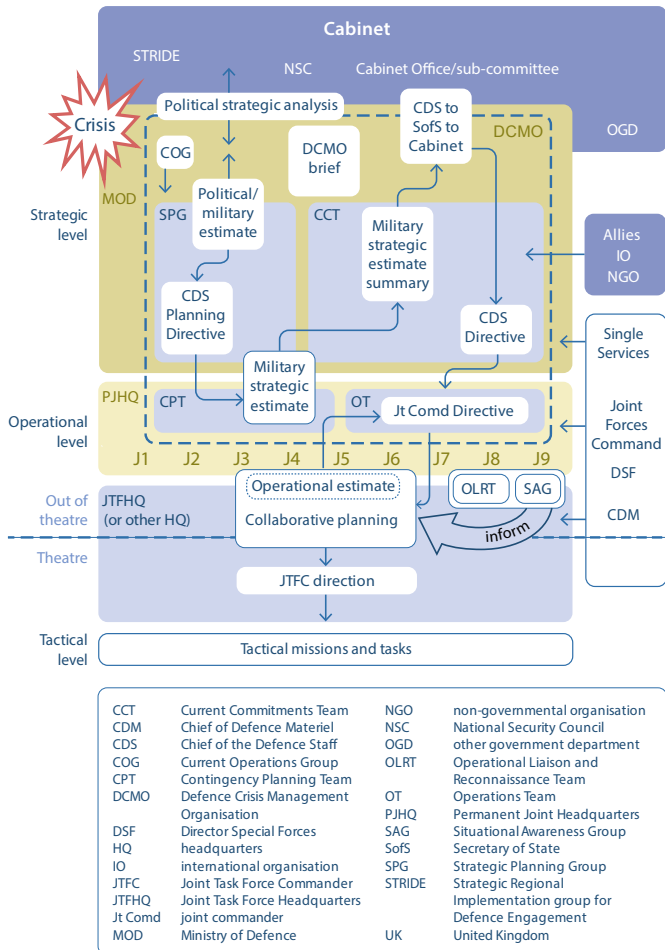 Cabinet
STRIDE
NSC
Cabinet Office/sub-committee
Crisis
Political strategic analysis
CDS to
SofS to
Cabinet
DCMO
OGD
COG
DCMO
brief
MOD
Strategic
level
SPG
Political/
military
estimate
CCT
Military
strategic
estimate
summary
Allies
IO
NGO
CDS
Planning
Directive
CDS
Directive
Single
Services
Military
strategic
estimate
PJHQ
CPT
OT
Jt Comd Directive
Operational
level
Joint
Forces
Command
J1 J2 J3 J4 J5 J6 J7 J8 J9
DSF
Operational estimate
OLRT
SAG
Out of
theatre
JTFHQ
(or other HQ)
Collaborative planning
CDM
inform
Theatre
JTFC direction
Tactical
level
Tactical missions and tasks
CCT Current Commitments Team
CDM Chief of Defence Materiel
CDS Chief of the Defence Staff
COG Current Operations Group
CPT Contingency Planning Team
DCMO Defence Crisis Management
Organisation
DSF Director Special Forces
HQ headquarters
IO international organisation
JTFC Joint Task Force Commander
JTFHQ Joint Task Force Headquarters
Jt Comd joint commander
MOD Ministry of Defence
NGO non-governmental organisation
NSC National Security Council
OGD other government department
OLRT Operational Liaison and
Reconnaissance Team
OT Operations Team
PJHQ Permanent Joint Headquarters
SAG Situational Awareness Group
SofS Secretary of State
SPG Strategic Planning Group
STRIDE Strategic Regional
Implementation group for
Defence Engagement
UK United Kingdom